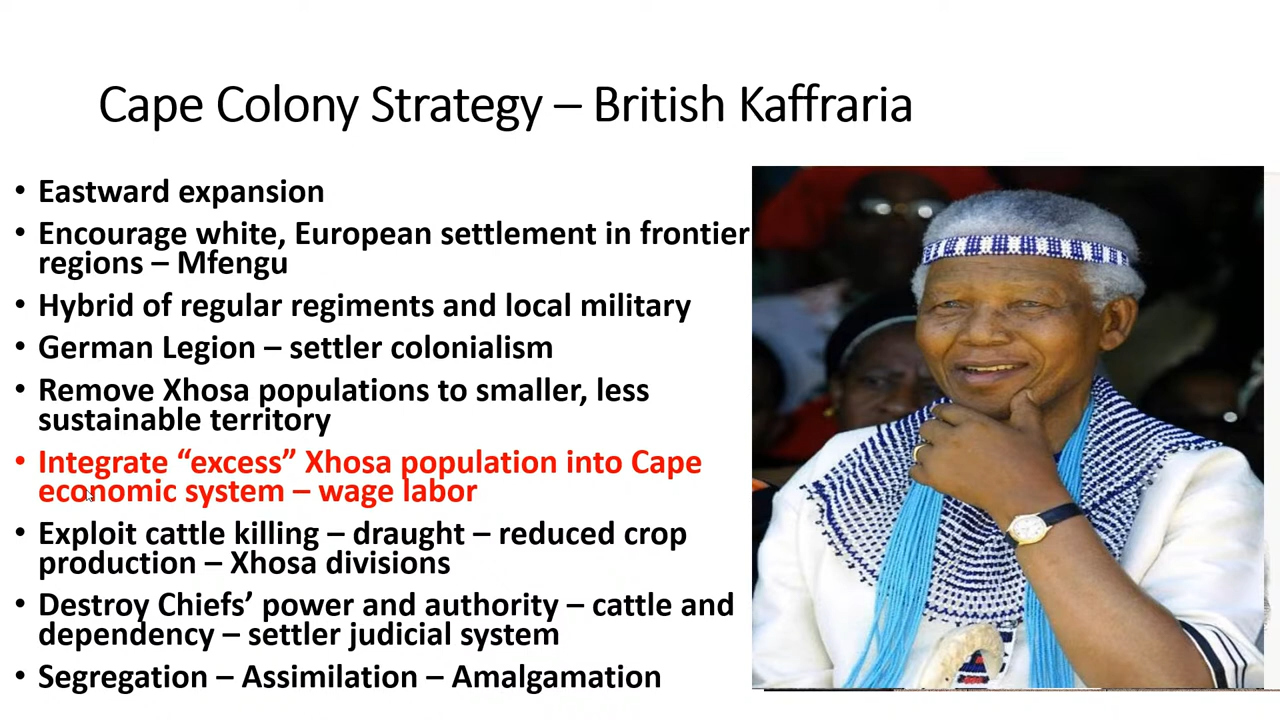 Cape Colony Strategy – British Kaffraria
• Eastward expansion
• Encourage white, European settlement in frontier
regions – Mfengu
• Hybrid of regular regiments and local military
• German Legion – settler colonialism
• Remove Xhosa populations to smaller, less
sustainable territory
• Integrate “excess” Xhosa population into Cape
economic system – wage labor
• Exploit cattle killing – draught – reduced crop
production – Xhosa divisions
• Destroy Chiefs’ power and authority – cattle and
dependency – settler judicial system
• Segregation – Assimilation – Amalgamation